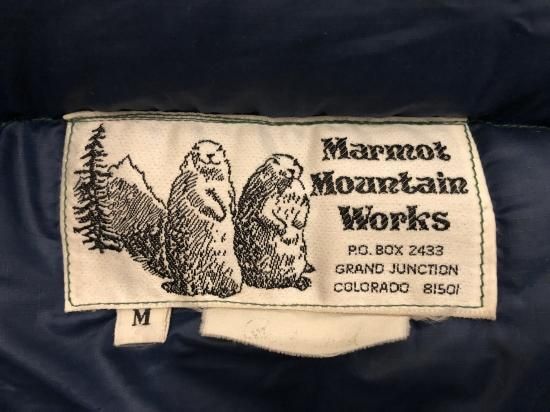 Marmot
Mountain
Works
P.O. BOX 2433
GRAND JUNCTION
COLORADO 81501
M